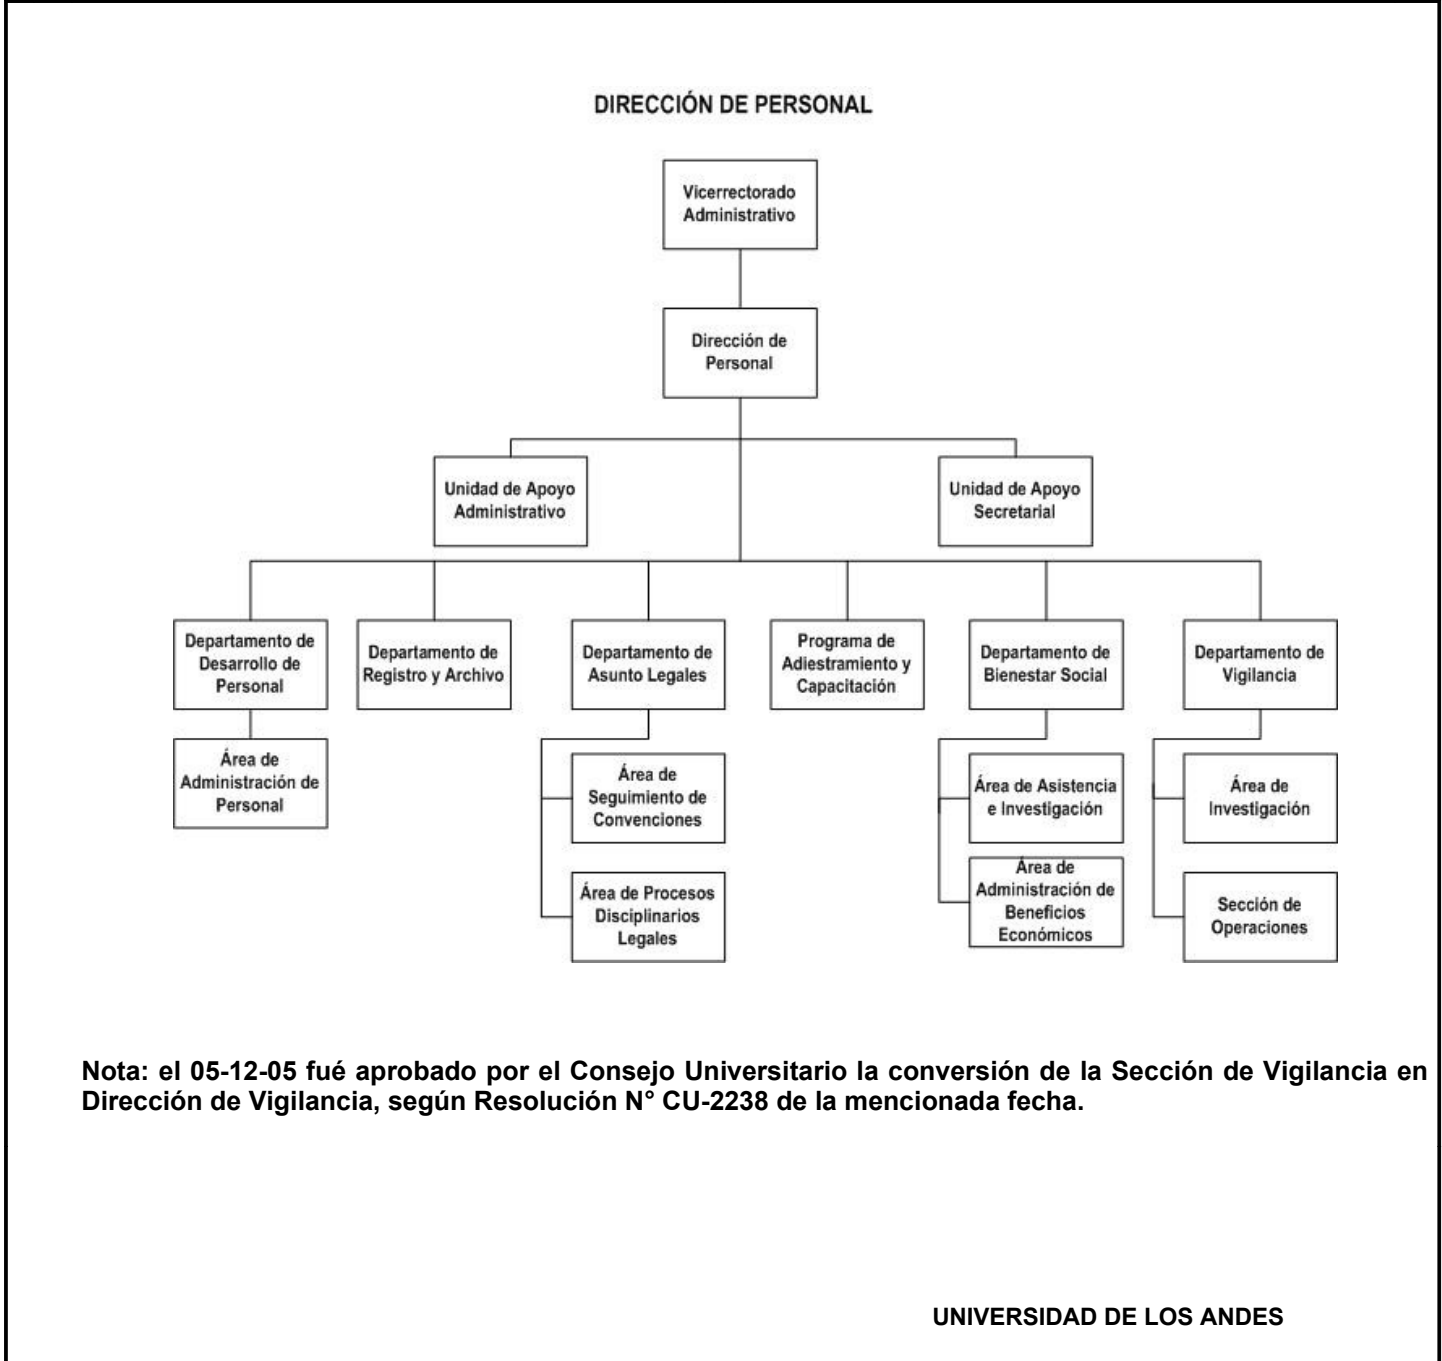 DIRECCIÓN DE PERSONAL
Vicerrectorado
Administrativo
Dirección de
Personal
Unidad de Apoyo
Administrativo
Unidad de Apoyo
Secretarial
Departamento de
Desarrollo de
Personal
Departamento de
Registro y Archivo
Departamento de
Asunto Legales
Programa de
Adiestramiento y
Capacitación
Departamento de
Bienestar Social
Departamento de
Vigilancia
Área de
Administración de
Personal
Área de
Seguimiento de
Convenciones
Área de Asistencia
e Investigación
Área de
Investigación
Área de Procesos
Disciplinarios
Legales
Área de
Administración de
Beneficios
Económicos
Sección de
Operaciones
Nota: el 05-12-05 fué aprobado por el Consejo Universitario la conversión de la Sección de Vigilancia en
Dirección de Vigilancia, según Resolución N° CU-2238 de la mencionada fecha.
UNIVERSIDAD DE LOS ANDES